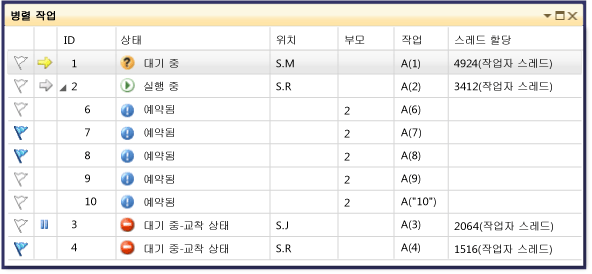 병렬 작업
ID 상태 위치 부모 작업 스레드 할당
1 대기 중 S.M A(1) 4924(작업자 스레드)
2 실행 중 S.R A(2) 3412(작업자 스레드)
6 예약됨 2 A(6)
7 예약됨 2 A(7)
8 예약됨 2 A(8)
9 예약됨 2 A(9)
10 예약됨 2 A("10")
3 대기 중-교착 상태 S.J A(3) 2064(작업자 스레드)
4 대기 중-교착 상태 S.R A(4) 1516(작업자 스레드)